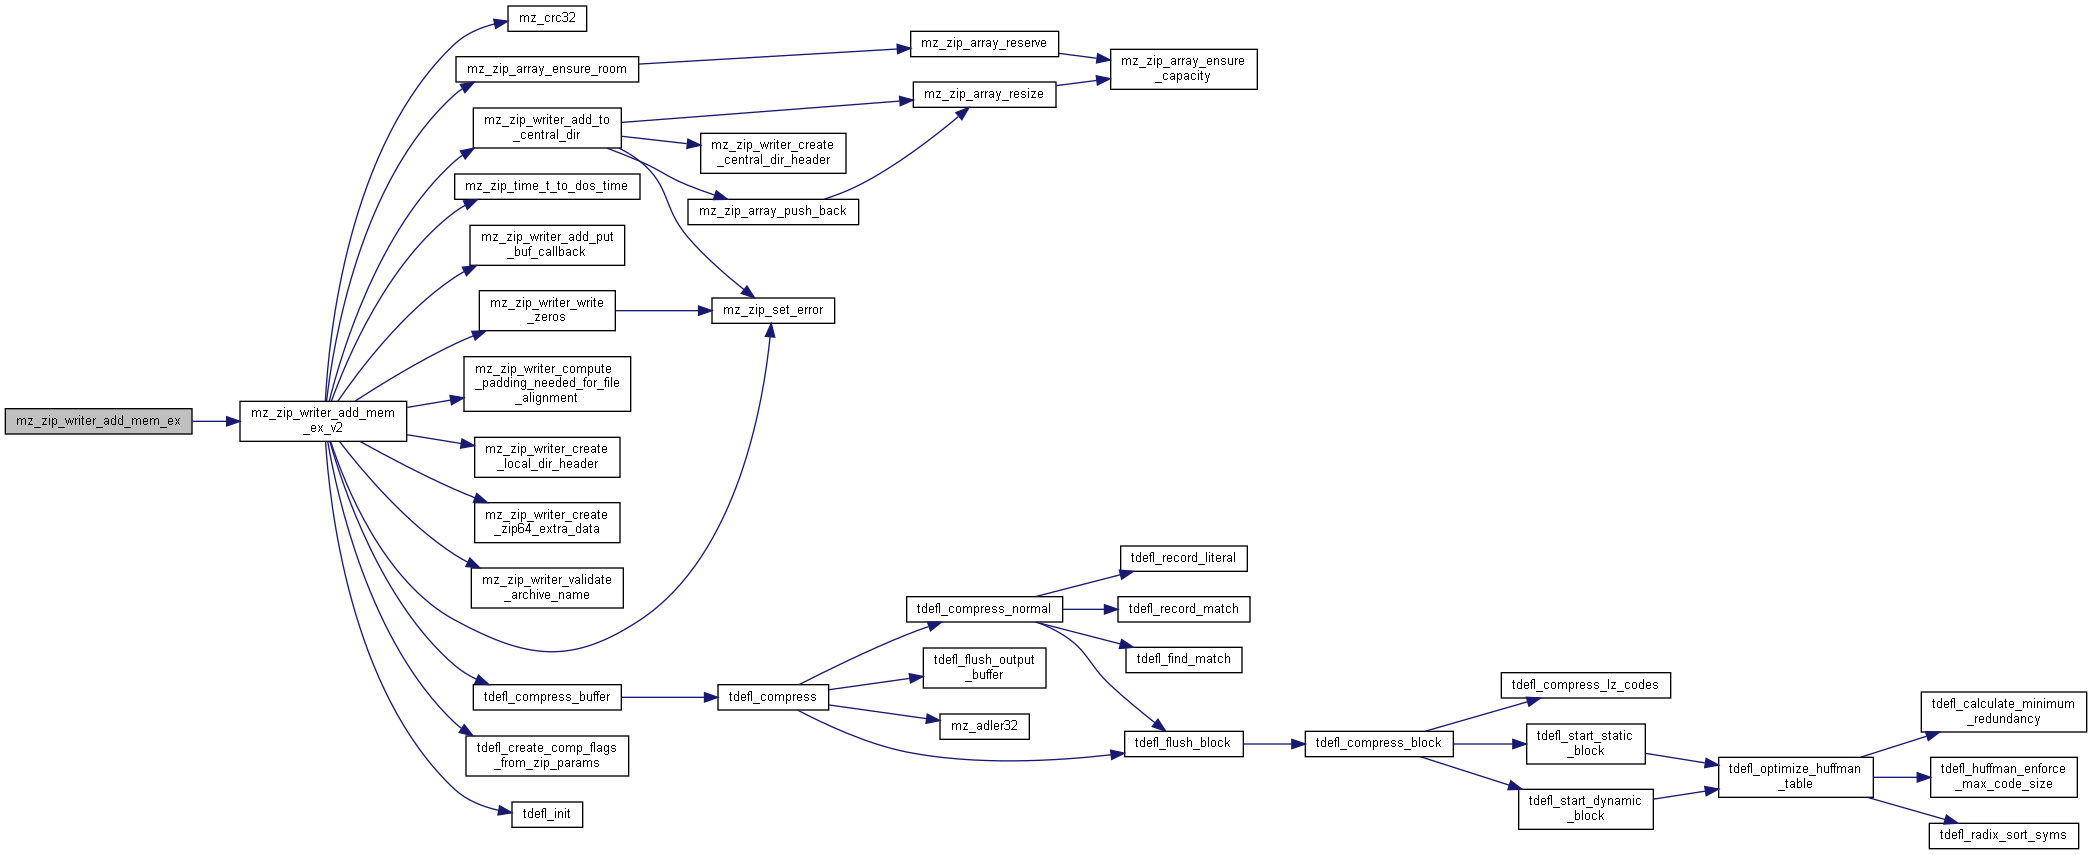 mz_zip_writer_add_mem_ex
mz_zip_writer_add_mem
_ex_v2
mz_crc32
mz_zip_array_ensure_room
mz_zip_array_reserve
mz_zip_array_ensure
_capacity
mz_zip_writer_add_to
_central_dir
mz_zip_array_resize
mz_zip_writer_create
_central_dir_header
mz_zip_array_push_back
mz_zip_time_t_to_dos_time
mz_zip_writer_add_put
_buf_callback
mz_zip_writer_write
_zeros
mz_zip_set_error
mz_zip_writer_compute
_padding_needed_for_file
_alignment
mz_zip_writer_create
_local_dir_header
mz_zip_writer_create
_zip64_extra_data
mz_zip_writer_validate
_archive_name
tdefl_compress_buffer
tdefl_compress
tdefl_compress_normal
tdefl_record_literal
tdefl_record_match
tdefl_find_match
tdefl_flush_output
_buffer
mz_adler32
tdefl_flush_block
tdefl_compress_block
tdefl_compress_lz_codes
tdefl_start_static
_block
tdefl_start_dynamic
_block
tdefl_optimize_huffman
_table
tdefl_calculate_minimum
_redundancy
tdefl_huffman_enforce
_max_code_size
tdefl_radix_sort_syms
tdefl_create_comp_flags
_from_zip_params
tdefl_init